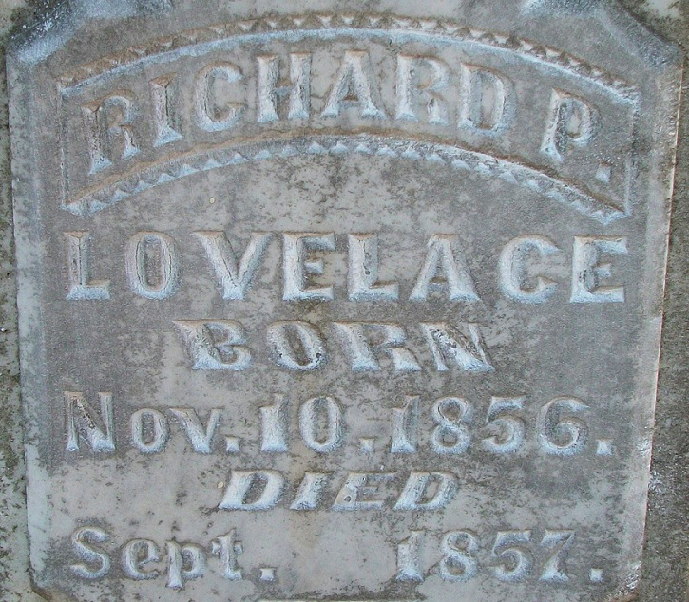 RICHARD P.
LOVELACE
BORN
Nov. 10, 1856.
DIED
Sept. 1857.